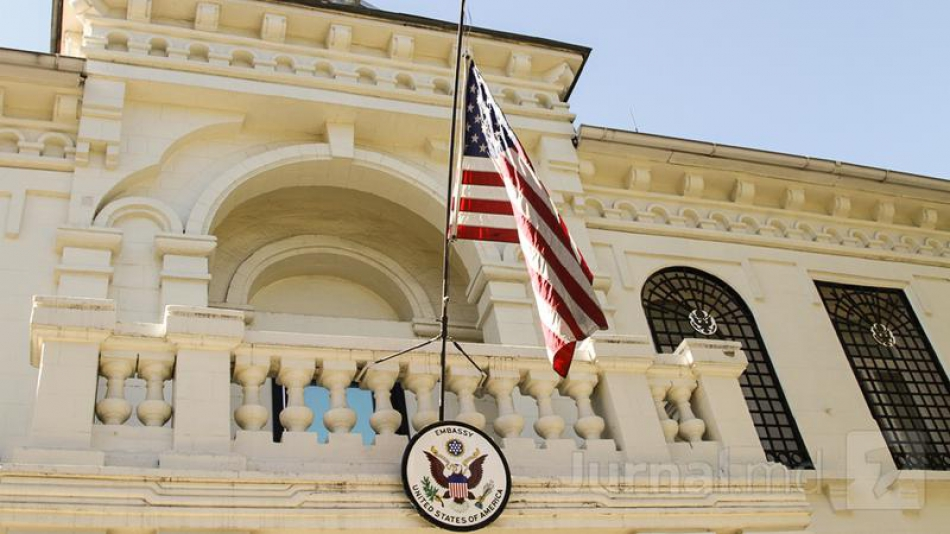 EMBASSY
UNITED STATES OF AMERICA
Jurnal.md